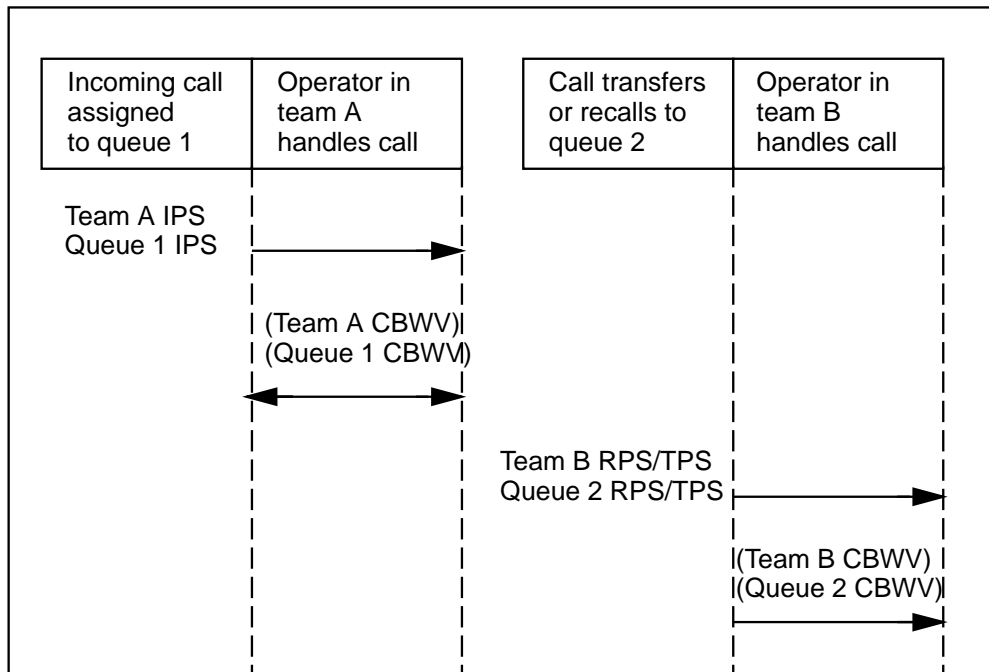 Incoming call
assigned
to queue 1
Operator in
team A
handles call
Call transfers
or recalls to
queue 2
Operator in
team B
handles call
Team A IPS
Queue 1 IPS
(Team A CBWV)
(Queue 1 CBWV)
Team B RPS/TPS
Queue 2 RPS/TPS
(Team B CBWV)
(Queue 2 CBWV)